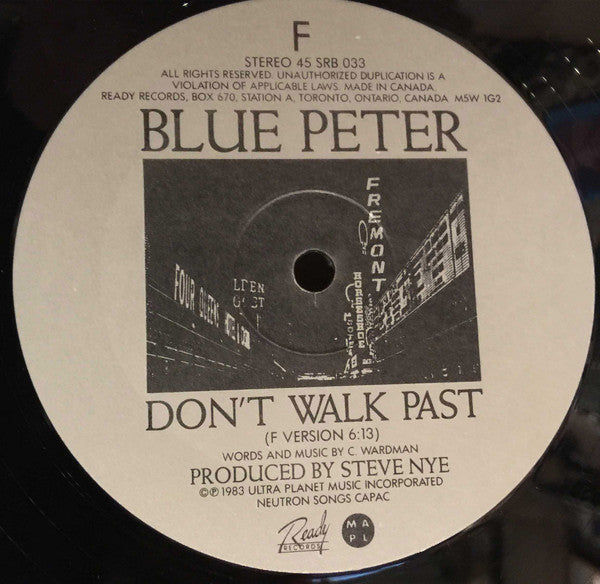 F
STEREO 45 SRB 033
ALL RIGHTS RESERVED. UNAUTHORIZED DUPLICATION IS A
VIOLATION OF APPLICABLE LAWS. MADE IN CANADA.
READY RECORDS, BOX 670, STATION A, TORONTO, ONTARIO, CANADA M5W 1G2
BLUE PETER
FREMONT
HORSESHOE
FOUR QUEENS
DON'T WALK PAST
(F VERSION 6:13)
WORDS AND MUSIC BY C. WARDMAN
PRODUCED BY STEVE NYE
©℗1983 ULTRA PLANET MUSIC INCORPORATED
NEUTRON SONGS CAPAC
Ready
RECORDS
M A
P L